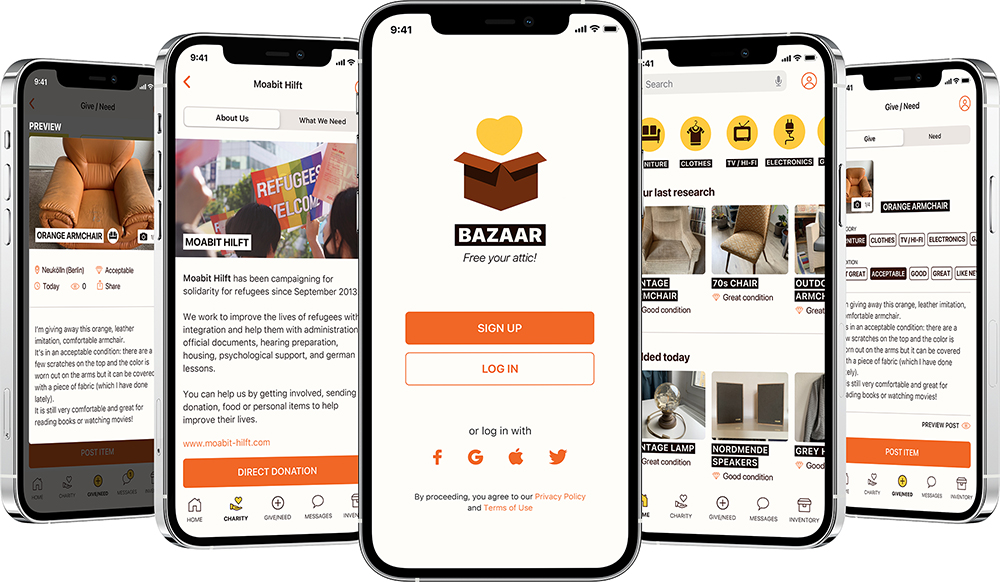 9:41
Give / Need
PREVIEW
ORANGE ARMCHAIR
1/4
Neukölln (Berlin)
Acceptable
Today
0
Share
I'm giving away this orange, leather
imitation, comfortable armchair.
It's in an acceptable condition: there are a
few scratches on the top and the color is
worn out on the arms but it can be covered
with a piece of fabric (which I have done
lately).
It is still very comfortable and great for
reading books or watching movies!
POST ITEM
HOME
CHARITY
GIVE/NEED
MESSAGES
INVENTORY
9:41
Moabit Hilft
About Us
What We Need
REFUGEES
WELCOME
MOABIT HILFT
Moabit Hilft has been campaigning for
solidarity for refugees since September 2013.
We work to improve the lives of refugees with
integration and help them with administration
official documents, hearing preparation,
housing, psychological support, and german
lessons.
You can help us by getting involved, sending
donation, food or personal items to help
improve their lives.
www.moabit-hilft.com
DIRECT DONATION
HOME
CHARITY
GIVE/NEED
MESSAGES
9:41
BAZAAR
Free your attic!
SIGN UP
LOG IN
or log in with
By proceeding, you agree to our Privacy Policy
and Terms of Use
Search
NITURE
CLOTHES
TV / HI-FI
ELECTRONICS
G
ur last research
NTAGE
RMCHAIR
Good condition
70s CHAIR
Great condition
OUTDO
ARMCH
Great
dded today
NTAGE LAMP
Good condition
NORDMENDE
SPEAKERS
Great condition
GREY H
Good
ME
CHARITY
GIVE/NEED
MESSAGES
INVENTORY
Give / Need
Give
Need
1/4
ORANGE ARMCHAIR
GORY
NITURE
CLOTHES
TV / HI-FI
ELECTRONICS
T GREAT
ACCEPTABLE
GOOD
GREAT
LIKE NE
giving away this orange, leather imitation,
comfortable armchair.
in an acceptable condition: there are a
scratches on the top and the color is
worn out on the arms but it can be covered
with a piece of fabric (which I have done
lately).
still very comfortable and great for
reading books or watching movies!
PREVIEW POST
POST ITEM
CHARITY
GIVE/NEED
MESSAGES
INVENTORY